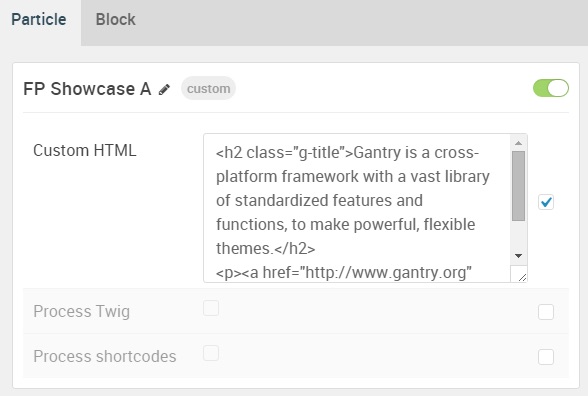 Particle Block
FP Showcase A custom
Custom HTML
<h2 class="g-title">Gantry is a cross-
platform framework with a vast library
of standardized features and
functions, to make powerful, flexible
themes.</h2>
<p><a href="http://www.gantry.org"
Process Twig
Process shortcodes